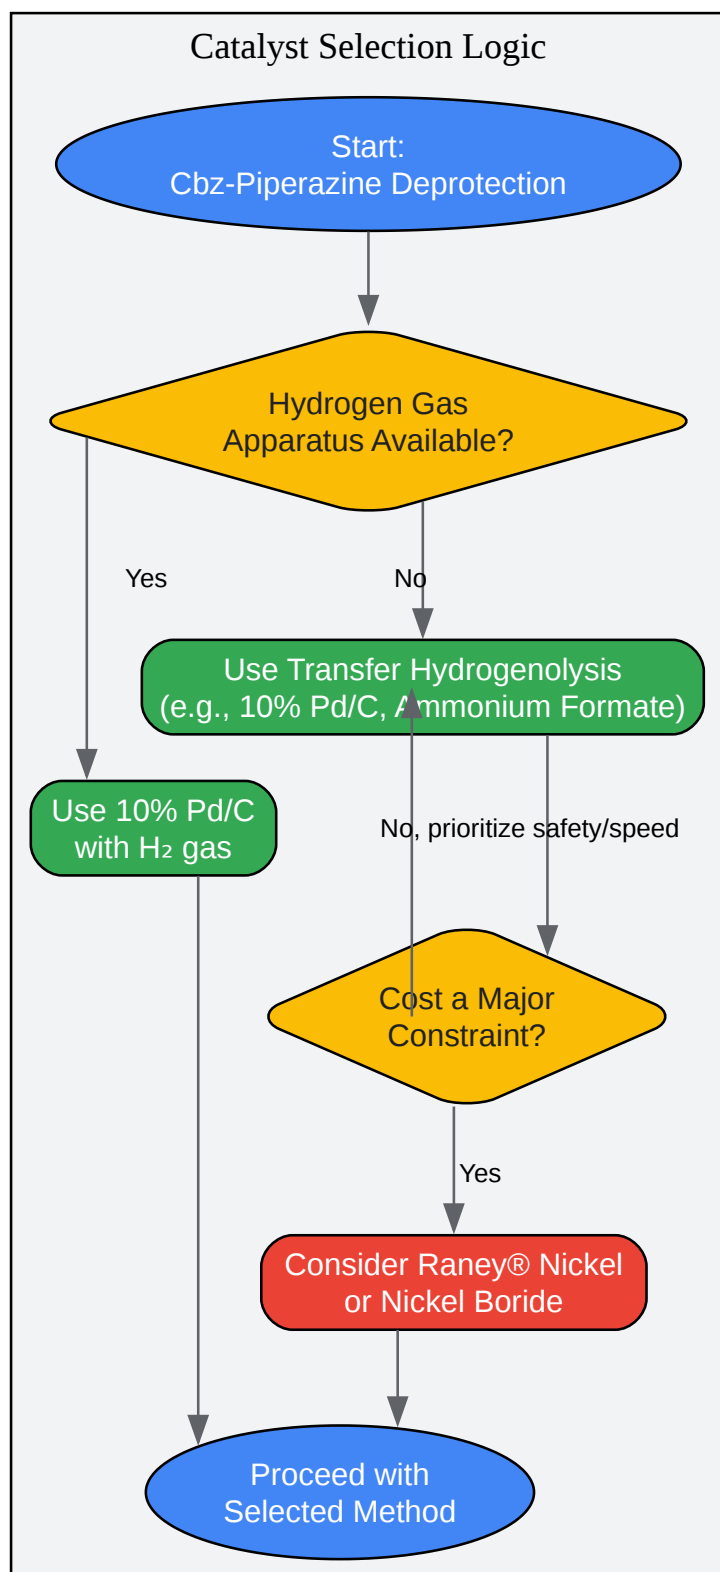 Catalyst Selection Logic
Start:
Cbz-Piperazine Deprotection
Hydrogen Gas
Apparatus Available?
Yes
No
Use Transfer Hydrogenolysis
(e.g., 10% Pd/C, Ammonium Formate)
Use 10% Pd/C
with H₂ gas
No, prioritize safety/speed
Cost a Major
Constraint?
Yes
Consider Raney® Nickel
or Nickel Boride
Proceed with
Selected Method